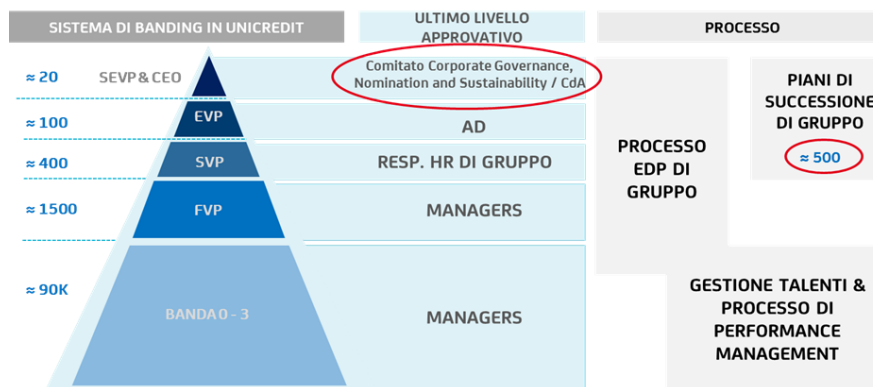 SISTEMA DI BANDING IN UNICREDIT
ULTIMO LIVELLO
APPROVATIVO
PROCESSO
≈ 20
SEVP & CEO
Comitato Corporate Governance,
Nomination and Sustainability / CdA
≈ 100
EVP
AD
≈ 400
SVP
RESP. HR DI GRUPPO
≈ 1500
FVP
MANAGERS
≈ 90K
BANDA 0 - 3
MANAGERS
PROCESSO
EDP DI
GRUPPO
PIANI DI
SUCCESSIONE
DI GRUPPO
≈ 500
GESTIONE TALENTI &
PROCESSO DI
PERFORMANCE
MANAGEMENT